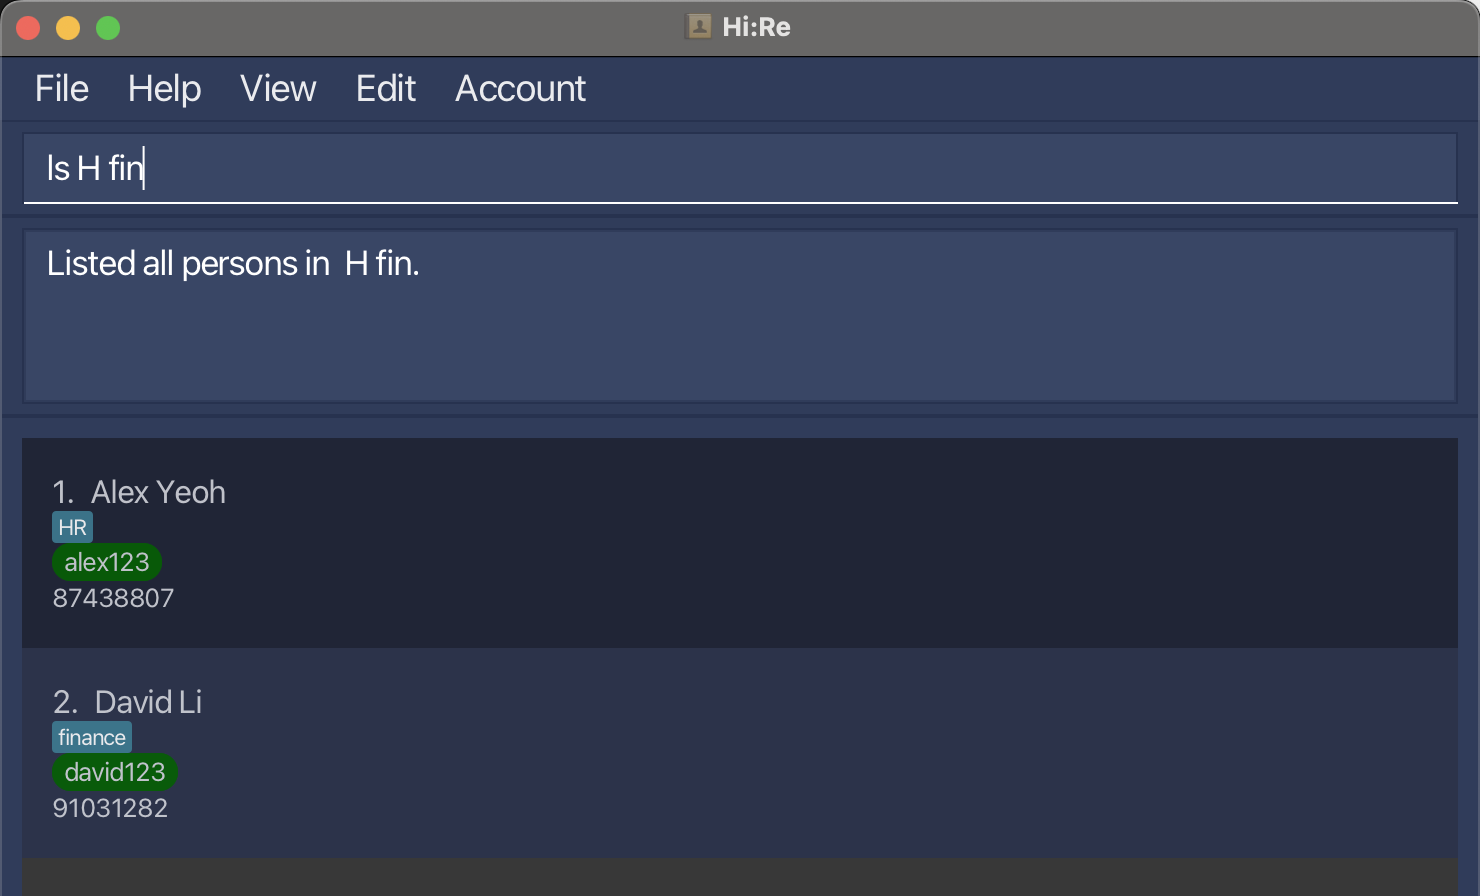 Hi:Re
File Help View Edit Account
ls H fin
Listed all persons in  H fin.
1. Alex Yeoh
HR
alex123
87438807
2. David Li
finance
david123
91031282